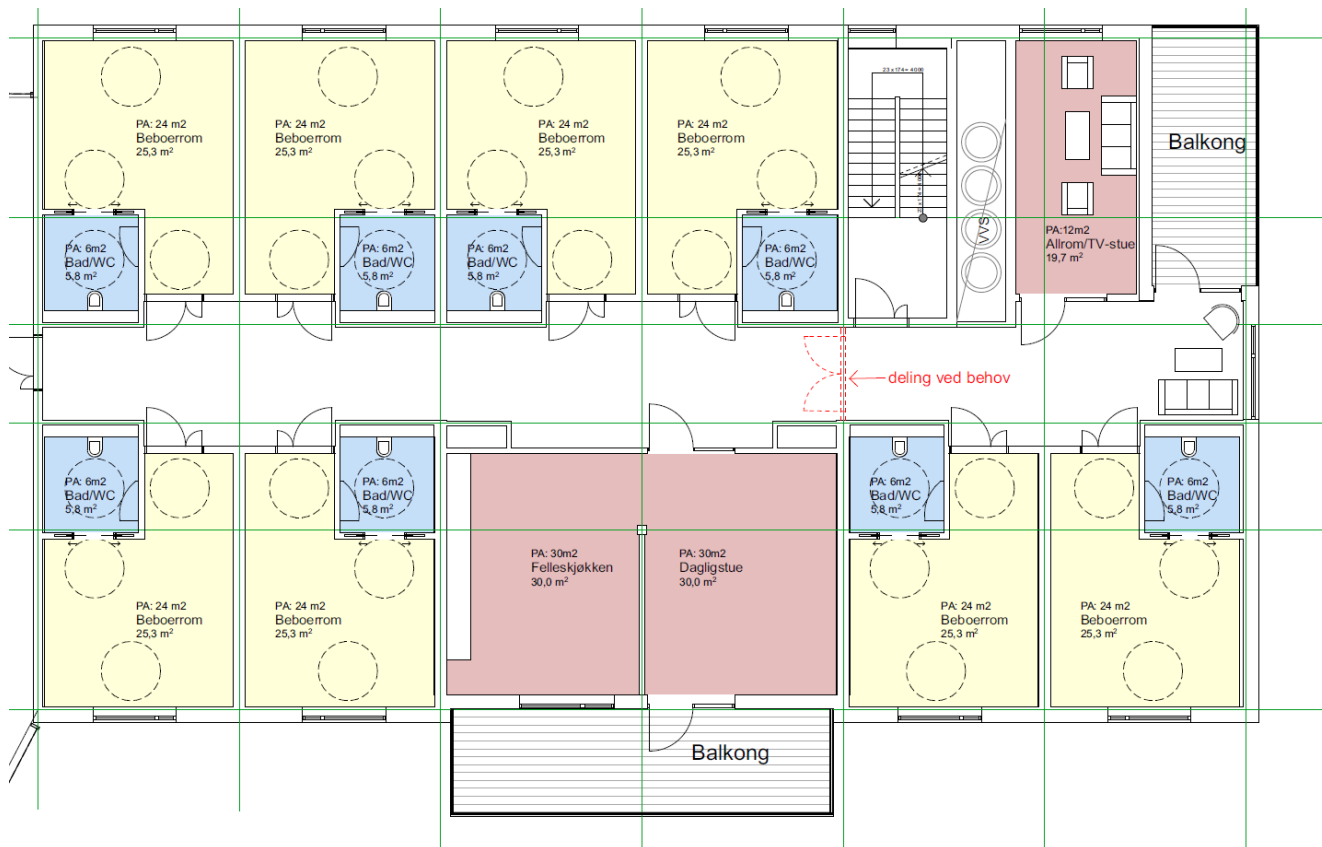 23 x 174 = 4095
PA: 24 m2
Beboerrom
25,3 m²
PA: 24 m2
Beboerrom
25,3 m²
PA: 24 m2
Beboerrom
25,3 m²
PA: 24 m2
Beboerrom
25,3 m²
Balkong
PA: 6m2
Bad/WC
5,8 m²
PA: 6m2
Bad/WC
5,8 m²
PA: 6m2
Bad/WC
5,8 m²
PA: 6m2
Bad/WC
5,8 m²
VVS
PA:12m2
Allrom/TV-stue
19,7 m²
deling ved behov
PA: 6m2
Bad/WC
5,8 m²
PA: 6m2
Bad/WC
5,8 m²
PA: 6m2
Bad/WC
5,8 m²
PA: 6m2
Bad/WC
5,8 m²
PA: 30m2
Felleskjøkken
30,0 m²
PA: 30m2
Dagligstue
30,0 m²
PA: 24 m2
Beboerrom
25,3 m²
PA: 24 m2
Beboerrom
25,3 m²
PA: 24 m2
Beboerrom
25,3 m²
PA: 24 m2
Beboerrom
25,3 m²
Balkong